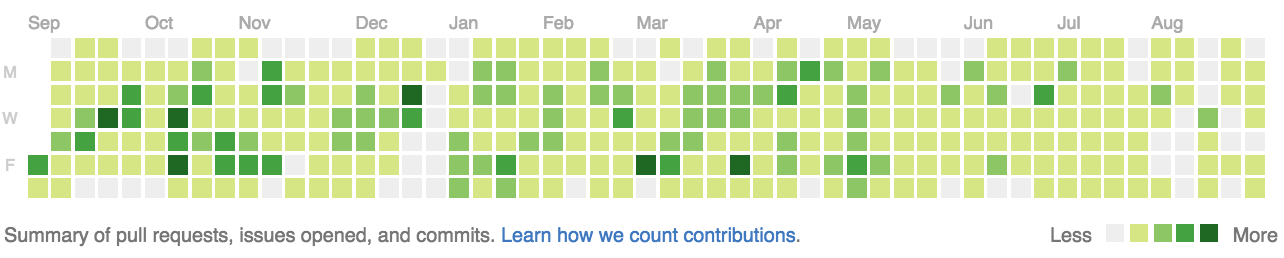 Sep Oct Nov Dec Jan Feb Mar Apr May Jun Jul Aug
M
W
F
Summary of pull requests, issues opened, and commits. Learn how we count contributions. Less More